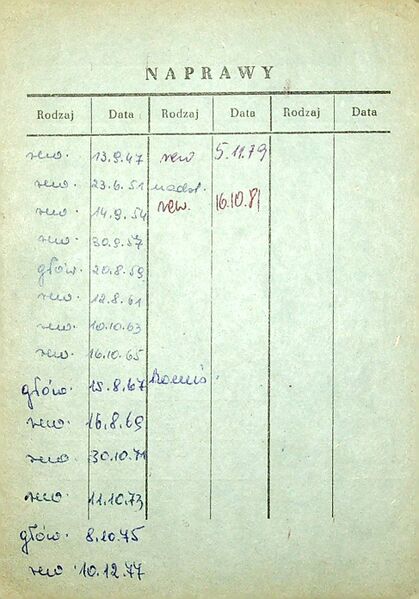 NAPRAWY
Rodzaj Data Rodzaj Data Rodzaj Data
rew. 13.9.47 rew 5.11.79
rew. 23.6.51
rew. 14.9.54 rew. 16.10.81
rew. 30.9.57
głów. 20.8.59
rew. 12.8.61
rew. 10.10.63
rew. 16.10.65
głów. 15.8.67
rew. 16.8.69
rew. 30.10.71
rew. 11.10.73
głów. 8.10.75
rew. 10.12.77